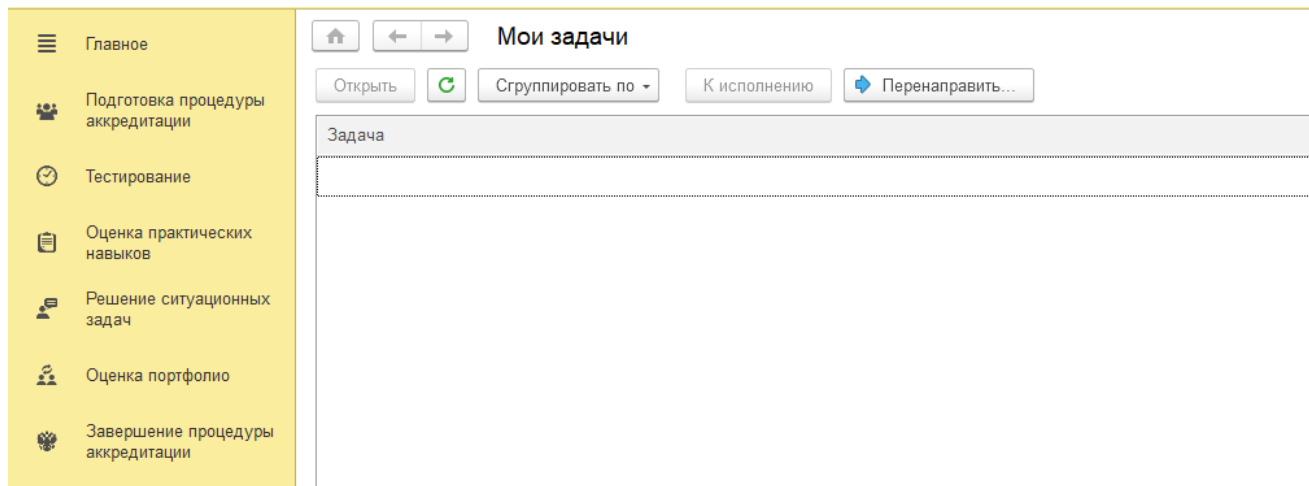 Главное
Подготовка процедуры
аккредитации
Тестирование
Оценка практических
навыков
Решение ситуационных
задач
Оценка портфолио
Завершение процедуры
аккредитации
Мои задачи
Открыть
Сгруппировать по
К исполнению
Перенаправить...
Задача